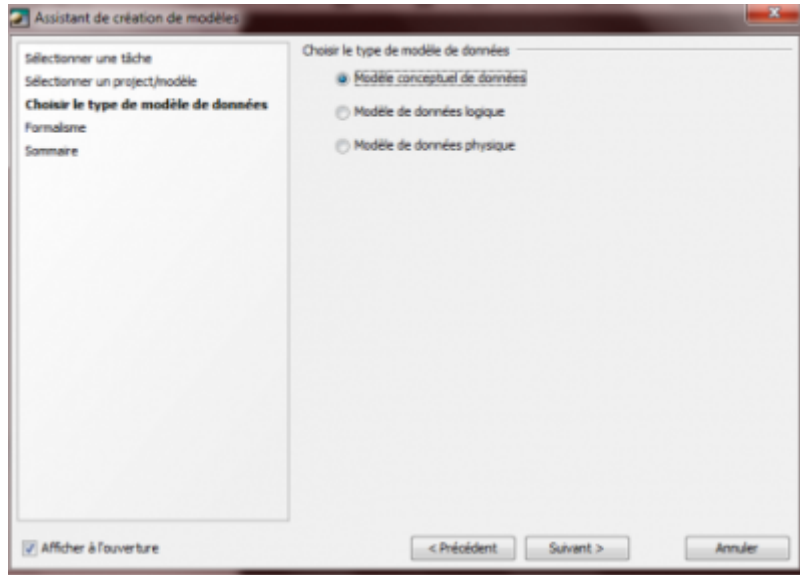 Assistant de création de modèles
Sélectionner une tâche
Sélectionner un project/modèle
Choisir le type de modèle de données
Formalisme
Sommaire
Choisir le type de modèle de données
Modèle conceptuel de données
Modèle de données logique
Modèle de données physique
Afficher à l'ouverture
< Précédent
Suivant >
Annuler